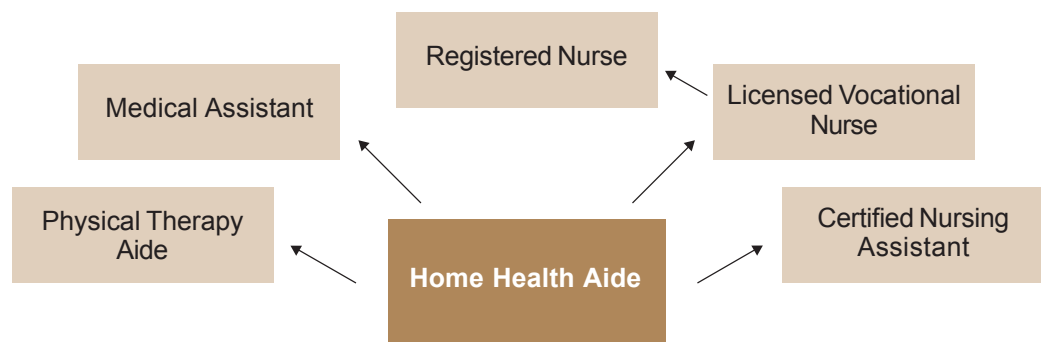 Registered Nurse
Medical Assistant
Licensed Vocational
Nurse
Physical Therapy
Aide
Certified Nursing
Assistant
Home Health Aide